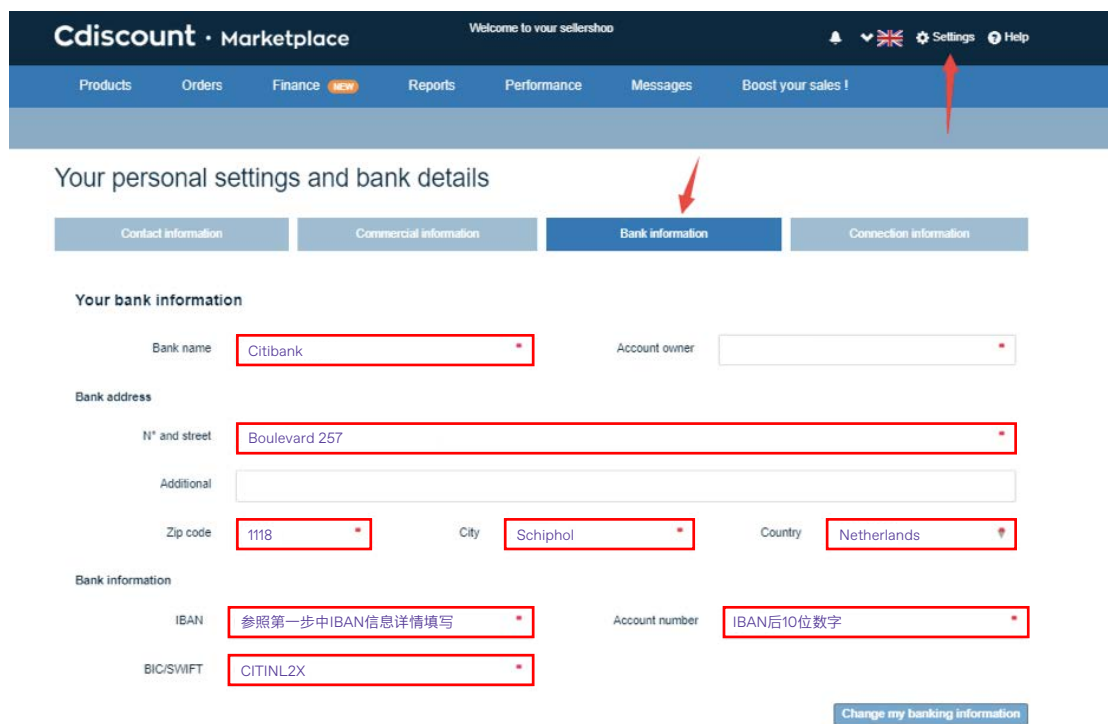 Cdiscount · Marketplace
Welcome to your sellershop
Settings
Help
Products Orders Finance NEW Reports Performance Messages Boost your sales !
Your personal settings and bank details
Contact information Commercial information Bank information Connection information
Your bank information
Bank name Citibank * Account owner *
Bank address
N° and street Boulevard 257 *
Additional
Zip code 1118 * City Schiphol * Country Netherlands
Bank information
IBAN 参照第一步中IBAN信息详情填写 * Account number IBAN后10位数字 *
BIC/SWIFT CITINL2X *
Change my banking information